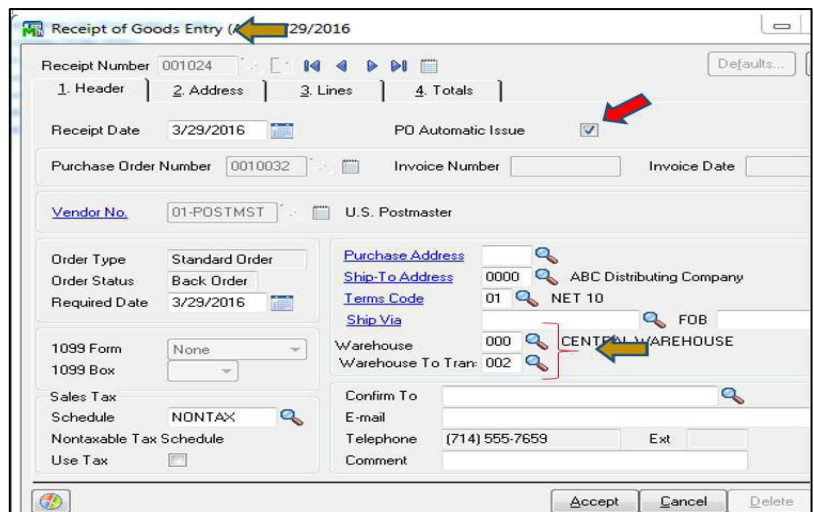 Receipt of Goods Entry ( 29/2016
Receipt Number 001024 Defaults...
1. Header 2. Address 3. Lines 4. Totals
Receipt Date 3/29/2016 PO Automatic Issue
Purchase Order Number 0010032 Invoice Number Invoice Date
Vendor No. 01-POSTMST U.S. Postmaster
Order Type Standard Order Purchase Address
Order Status Back Order Ship-To Address 0000 ABC Distributing Company
Required Date 3/29/2016 Terms Code 01 NET 10
Ship Via FOB
1099 Form None Warehouse 000 CENTRAL WAREHOUSE
1099 Box Warehouse To Tran: 002
Sales Tax Confirm To
Schedule NONTAX E-mail
Nontaxable Tax Schedule Telephone (714) 555-7659 Ext
Use Tax Comment
Accept Cancel Delete